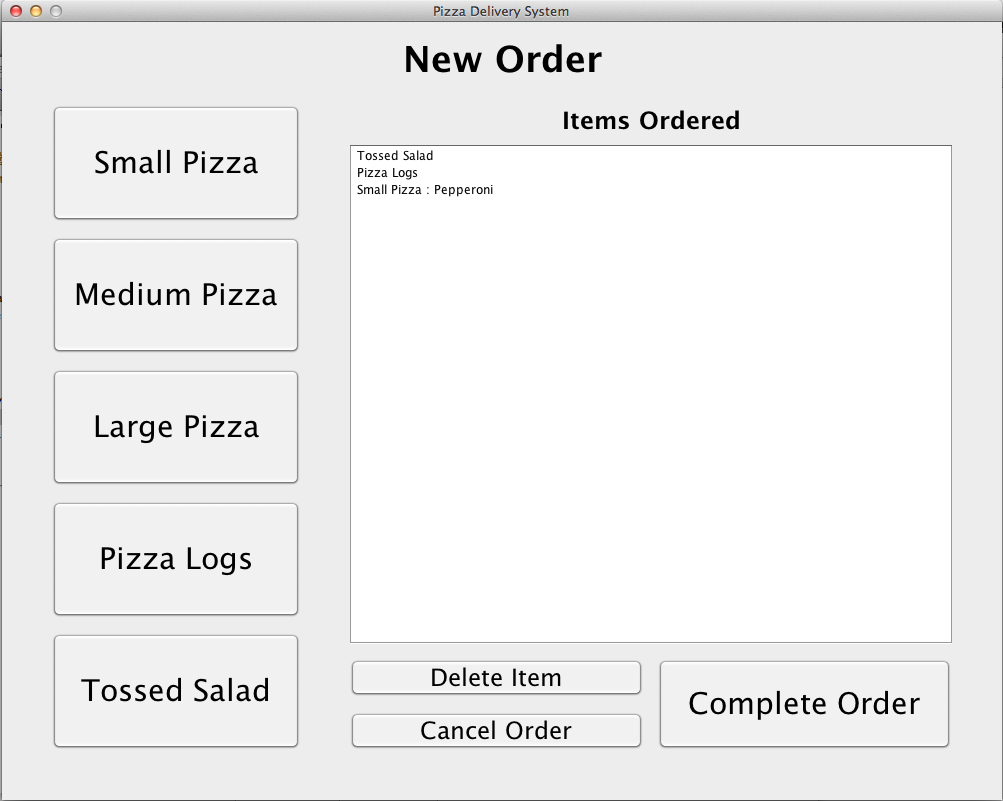 Pizza Delivery System
New Order
Small Pizza
Medium Pizza
Large Pizza
Pizza Logs
Tossed Salad
Items Ordered
Tossed Salad
Pizza Logs
Small Pizza : Pepperoni
Delete Item
Cancel Order
Complete Order